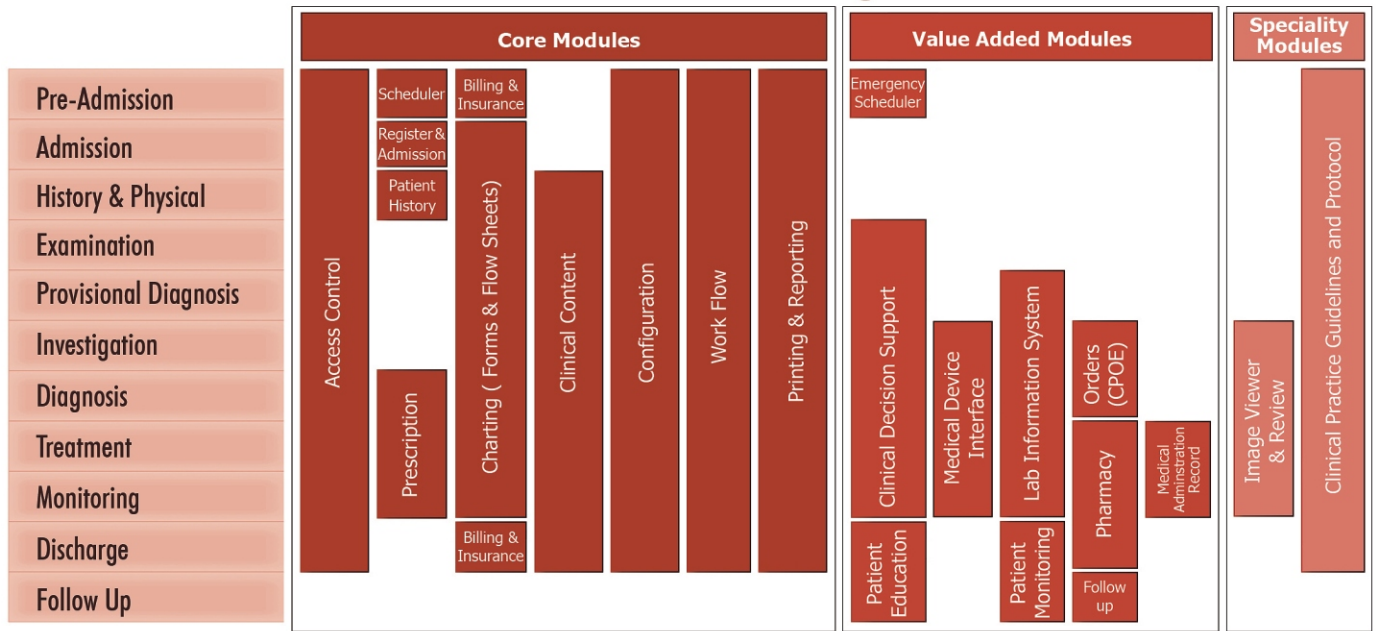 Core Modules
Value Added Modules
Speciality
Modules
Pre-Admission
Admission
History & Physical
Examination
Provisional Diagnosis
Investigation
Diagnosis
Treatment
Monitoring
Discharge
Follow Up
Access Control
Scheduler
Register &
Admission
Patient
History
Prescription
Billing &
Insurance
Charting ( Forms & Flow Sheets)
Billing &
Insurance
Clinical Content
Configuration
Work Flow
Printing & Reporting
Emergency
Scheduler
Clinical Decision Support
Patient
Education
Medical Device
Interface
Lab Information System
Patient
Monitoring
Orders
(CPOE)
Pharmacy
Follow
up
Medical
Adminstration
Record
Image Viewer
& Review
Clinical Practice Guidelines and Protocol